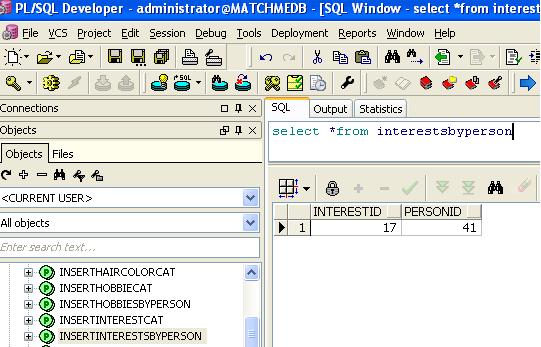 PL/SQL Developer - administrator@MATCHMEDB - [SQL Window - select *from interest
File VCS Project Edit Session Debug Tools Reports Window Help
Connections
Objects
Objects Files
<CURRENT USER>
All objects
Enter search text...
INSERTHAIRCOLORCAT
INSERTHOBBIECAT
INSERTHOBBIESBYPERSON
INSERTINTERESTCAT
INSERTINTERESTSBYPERSON
SQL Output Statistics
select *from interestsbyperson
INTERESTID PERSONID
1 17 41